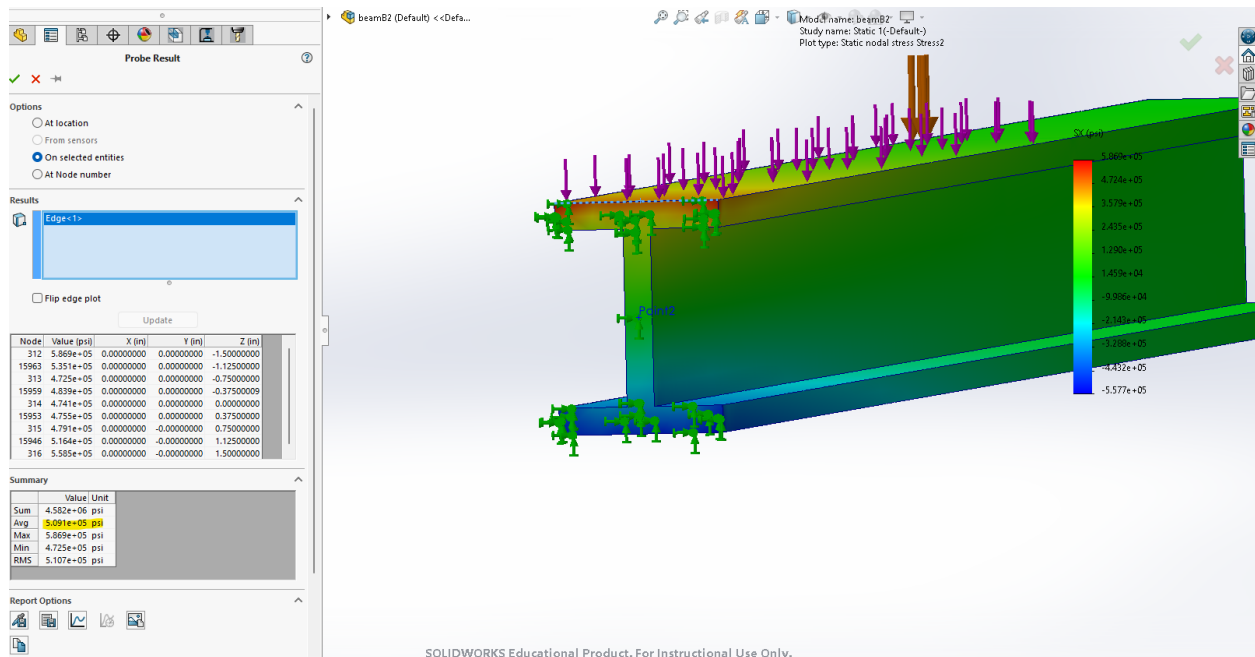 beamB2 (Default) <<Defa...
Model name: beamB2
Study name: Static 1(-Default-)
Plot type: Static nodal stress Stress2
Probe Result
Options
At location
From sensors
On selected entities
At Node number
Results
Edge<1>
Flip edge plot
Update
Node Value (psi) X (in) Y (in) Z (in)
312 5.869e+05 0.00000000 0.00000000 -1.50000000
15963 5.351e+05 0.00000000 0.00000000 -1.12500000
313 4.725e+05 0.00000000 0.00000000 -0.75000000
15959 4.839e+05 0.00000000 0.00000000 -0.37500009
314 4.741e+05 0.00000000 0.00000000 0.00000000
15953 4.755e+05 0.00000000 -0.00000000 0.37500000
315 4.791e+05 0.00000000 -0.00000000 0.75000000
15946 5.164e+05 0.00000000 -0.00000000 1.12500000
316 5.585e+05 0.00000000 -0.00000000 1.50000000
Summary
Value Unit
Sum 4.582e+06 psi
Avg 5.091e+05 psi
Max 5.869e+05 psi
Min 4.725e+05 psi
RMS 5.107e+05 psi
Report Options
SX (psi)
5.869e+05
4.724e+05
3.579e+05
2.435e+05
1.290e+05
1.459e+04
-9.986e+04
-2.143e+05
-3.288e+05
-4.432e+05
-5.577e+05
Point2
SOLIDWORKS Educational Product. For Instructional Use Only.